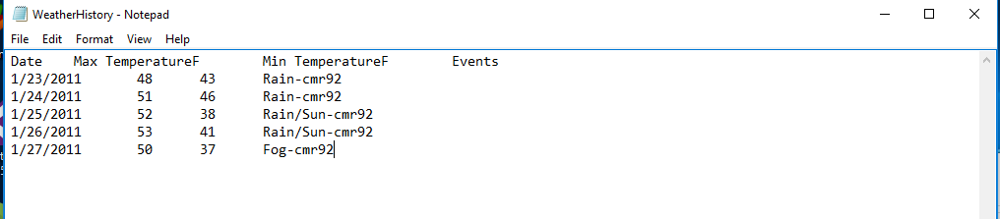 WeatherHistory - Notepad
File Edit Format View Help
Date Max TemperatureF Min TemperatureF Events
1/23/2011 48 43 Rain-cmr92
1/24/2011 51 46 Rain-cmr92
1/25/2011 52 38 Rain/Sun-cmr92
1/26/2011 53 41 Rain/Sun-cmr92
1/27/2011 50 37 Fog-cmr92